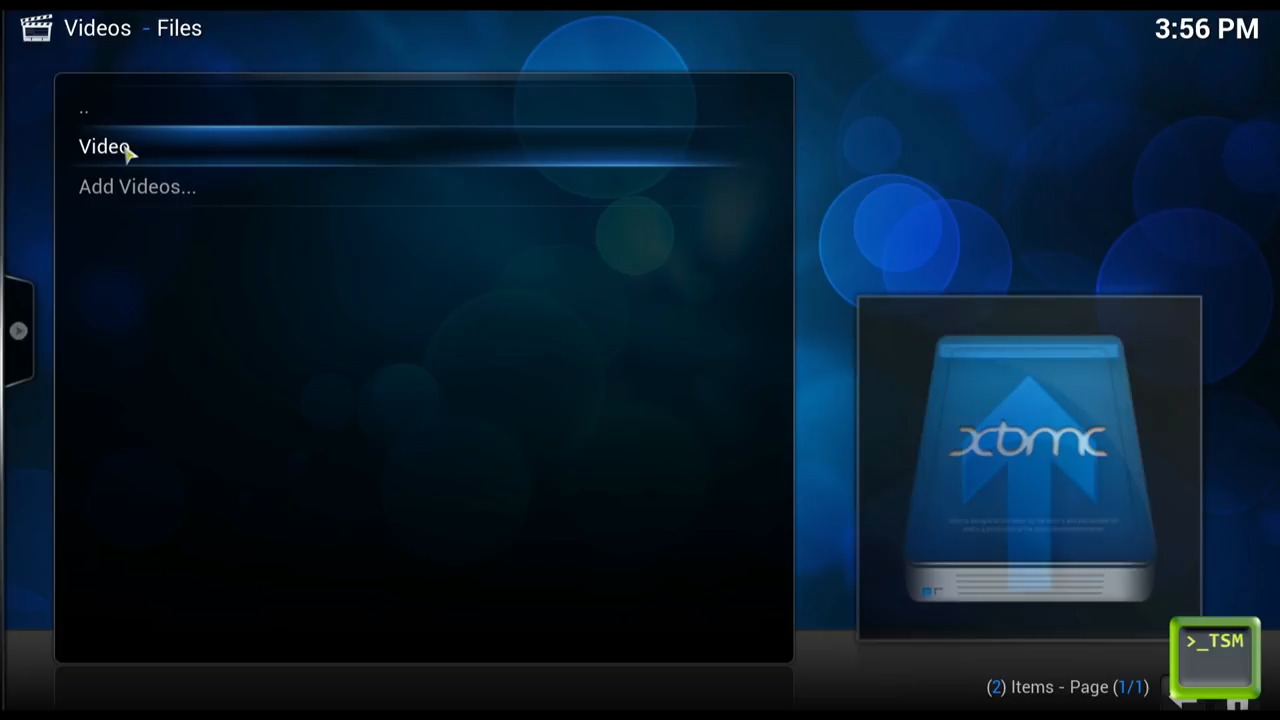 Videos - Files
3:56 PM
..
Video
Add Videos...
xbmc
(2) Items - Page (1/1)
>_TSM